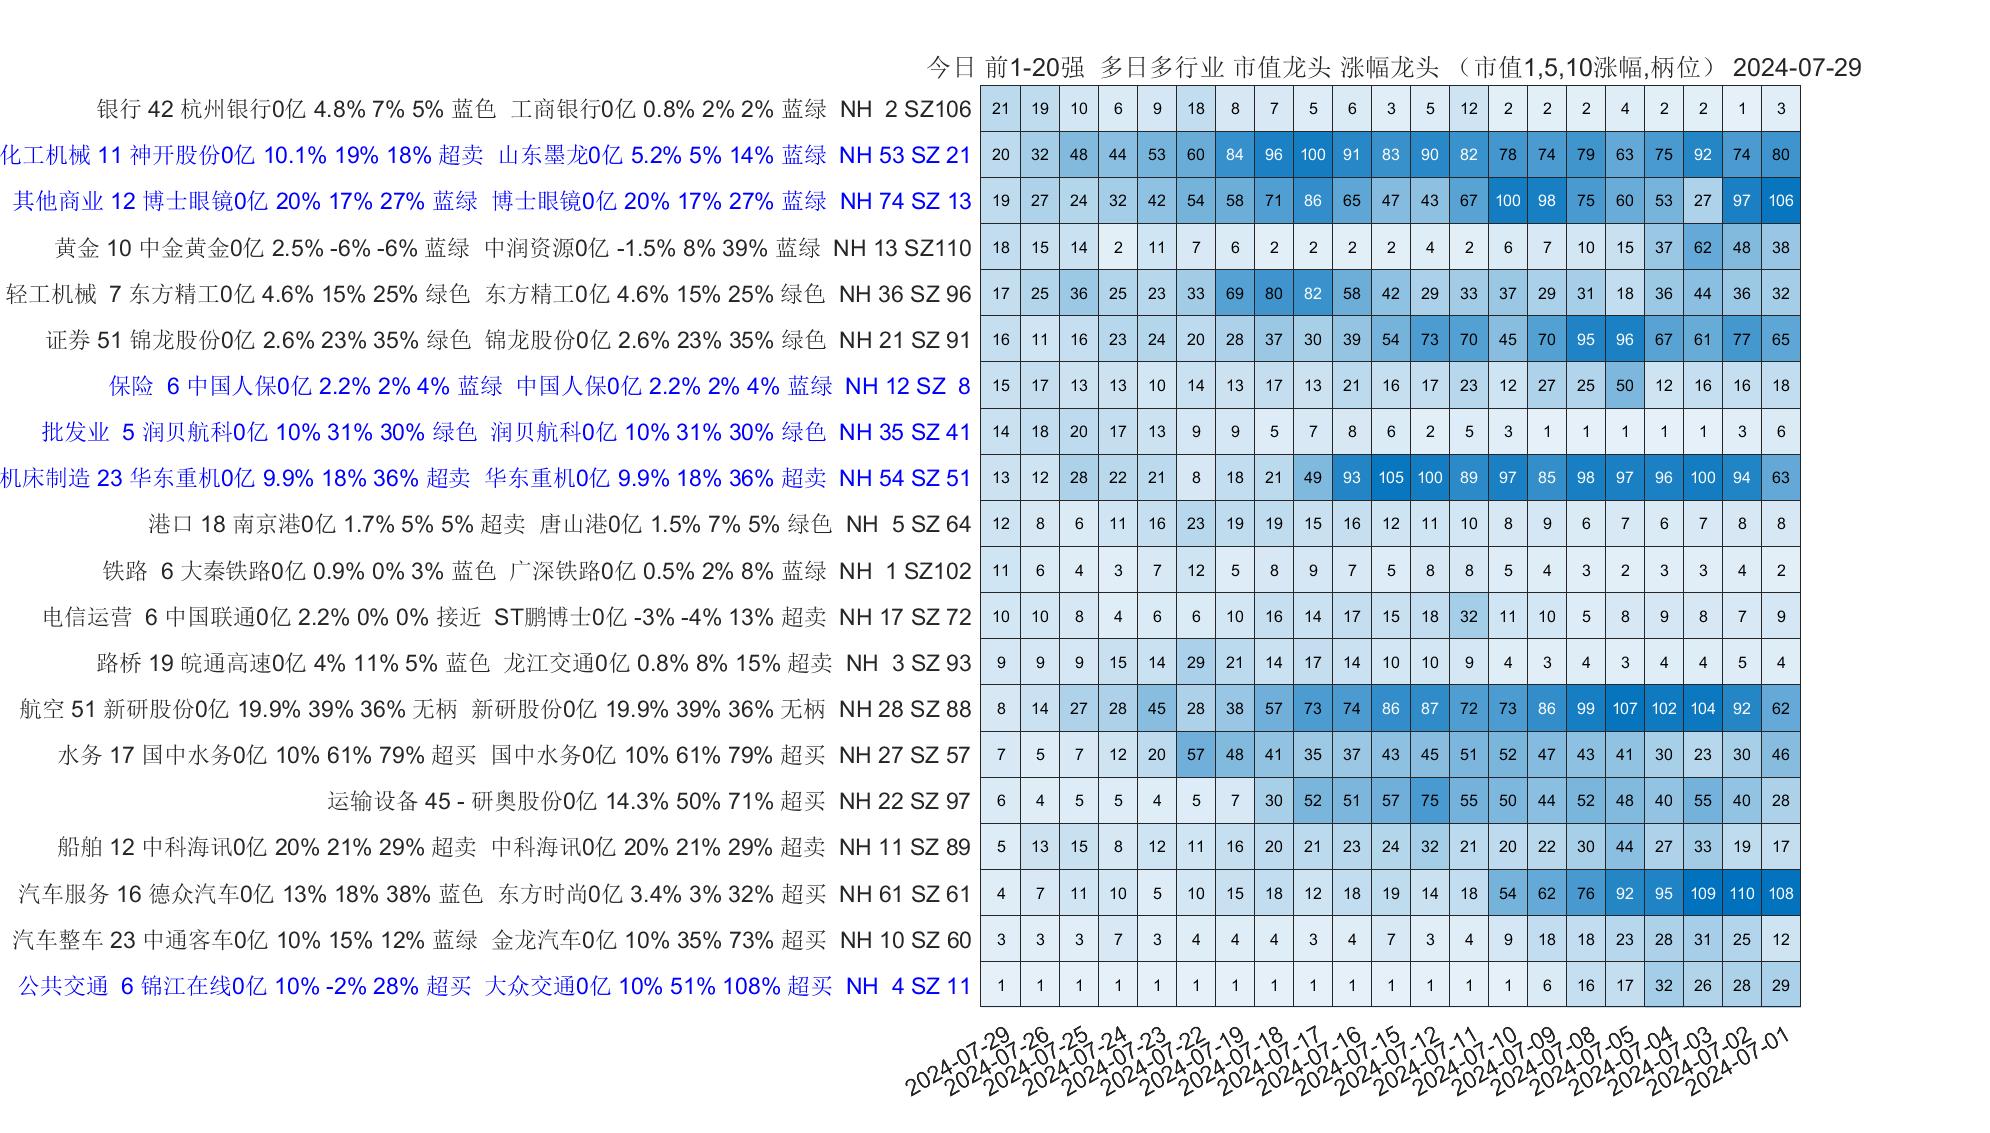 今日 前1-20强 多日多行业 市值龙头 涨幅龙头 （市值1,5,10涨幅,柄位） 2024-07-29
银行 42 杭州银行0亿 4.8% 7% 5% 蓝色 工商银行0亿 0.8% 2% 2% 蓝绿 NH 2 SZ106 21 19 10 6 9 18 8 7 5 6 3 5 12 2 2 2 4 2 2 1 3
化工机械 11 神开股份0亿 10.1% 19% 18% 超卖 山东墨龙0亿 5.2% 5% 14% 蓝绿 NH 53 SZ 21 20 32 48 44 53 60 84 96 100 91 83 90 82 78 74 79 63 75 92 74 80
其他商业 12 博士眼镜0亿 20% 17% 27% 蓝绿 博士眼镜0亿 20% 17% 27% 蓝绿 NH 74 SZ 13 19 27 24 32 42 54 58 71 86 65 47 43 67 100 98 75 60 53 27 97 106
黄金 10 中金黄金0亿 2.5% -6% -6% 蓝绿 中润资源0亿 -1.5% 8% 39% 蓝绿 NH 13 SZ110 18 15 14 2 11 7 6 2 2 2 2 4 2 6 7 10 15 37 62 48 38
轻工机械 7 东方精工0亿 4.6% 15% 25% 绿色 东方精工0亿 4.6% 15% 25% 绿色 NH 36 SZ 96 17 25 36 25 23 33 69 80 82 58 42 29 33 37 29 31 18 36 44 36 32
证券 51 锦龙股份0亿 2.6% 23% 35% 绿色 锦龙股份0亿 2.6% 23% 35% 绿色 NH 21 SZ 91 16 11 16 23 24 20 28 37 30 39 54 73 70 45 70 95 96 67 61 77 65
保险 6 中国人保0亿 2.2% 2% 4% 蓝绿 中国人保0亿 2.2% 2% 4% 蓝绿 NH 12 SZ 8 15 17 13 13 10 14 13 17 13 21 16 17 23 12 27 25 50 12 16 16 18
批发业 5 润贝航科0亿 10% 31% 30% 绿色 润贝航科0亿 10% 31% 30% 绿色 NH 35 SZ 41 14 18 20 17 13 9 9 5 7 8 6 2 5 3 1 1 1 1 1 3 6
机床制造 23 华东重机0亿 9.9% 18% 36% 超卖 华东重机0亿 9.9% 18% 36% 超卖 NH 54 SZ 51 13 12 28 22 21 8 18 21 49 93 105 100 89 97 85 98 97 96 100 94 63
港口 18 南京港0亿 1.7% 5% 5% 超卖 唐山港0亿 1.5% 7% 5% 绿色 NH 5 SZ 64 12 8 6 11 16 23 19 19 15 16 12 11 10 8 9 6 7 6 7 8 8
铁路 6 大秦铁路0亿 0.9% 0% 3% 蓝色 广深铁路0亿 0.5% 2% 8% 蓝绿 NH 1 SZ102 11 6 4 3 7 12 5 8 9 7 5 8 8 5 4 3 2 3 3 4 2
电信运营 6 中国联通0亿 2.2% 0% 0% 接近 ST鹏博士0亿 -3% -4% 13% 超卖 NH 17 SZ 72 10 10 8 4 6 6 10 16 14 17 15 18 32 11 10 5 8 9 8 7 9
路桥 19 皖通高速0亿 4% 11% 5% 蓝色 龙江交通0亿 0.8% 8% 15% 超卖 NH 3 SZ 93 9 9 9 15 14 29 21 14 17 14 10 10 9 4 3 4 3 4 4 5 4
航空 51 新研股份0亿 19.9% 39% 36% 无柄 新研股份0亿 19.9% 39% 36% 无柄 NH 28 SZ 88 8 14 27 28 45 28 38 57 73 74 86 87 72 73 86 99 107 102 104 92 62
水务 17 国中水务0亿 10% 61% 79% 超买 国中水务0亿 10% 61% 79% 超买 NH 27 SZ 57 7 5 7 12 20 57 48 41 35 37 43 45 51 52 47 43 41 30 23 30 46
运输设备 45 - 研奥股份0亿 14.3% 50% 71% 超买 NH 22 SZ 97 6 4 5 5 4 5 7 30 52 51 57 75 55 50 44 52 48 40 55 40 28
船舶 12 中科海讯0亿 20% 21% 29% 超卖 中科海讯0亿 20% 21% 29% 超卖 NH 11 SZ 89 5 13 15 8 12 11 16 20 21 23 24 32 21 20 22 30 44 27 33 19 17
汽车服务 16 德众汽车0亿 13% 18% 38% 蓝色 东方时尚0亿 3.4% 3% 32% 超买 NH 61 SZ 61 4 7 11 10 5 10 15 18 12 18 19 14 18 54 62 76 92 95 109 110 108
汽车整车 23 中通客车0亿 10% 15% 12% 蓝绿 金龙汽车0亿 10% 35% 73% 超买 NH 10 SZ 60 3 3 3 7 3 4 4 4 3 4 7 3 4 9 18 18 23 28 31 25 12
公共交通 6 锦江在线0亿 10% -2% 28% 超买 大众交通0亿 10% 51% 108% 超买 NH 4 SZ 11 1 1 1 1 1 1 1 1 1 1 1 1 1 1 6 16 17 32 26 28 29
2024-07-29 2024-07-26 2024-07-25 2024-07-24 2024-07-23 2024-07-22 2024-07-19 2024-07-18 2024-07-17 2024-07-16 2024-07-15 2024-07-12 2024-07-11 2024-07-10 2024-07-09 2024-07-08 2024-07-05 2024-07-04 2024-07-03 2024-07-02 2024-07-01